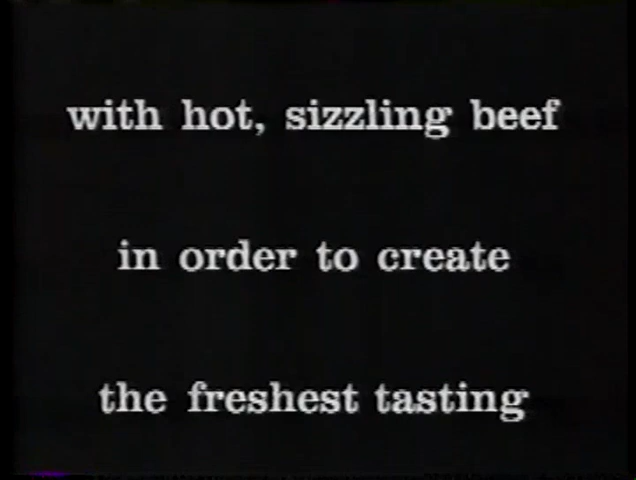 with hot, sizzling beef
in order to create
the freshest tasting